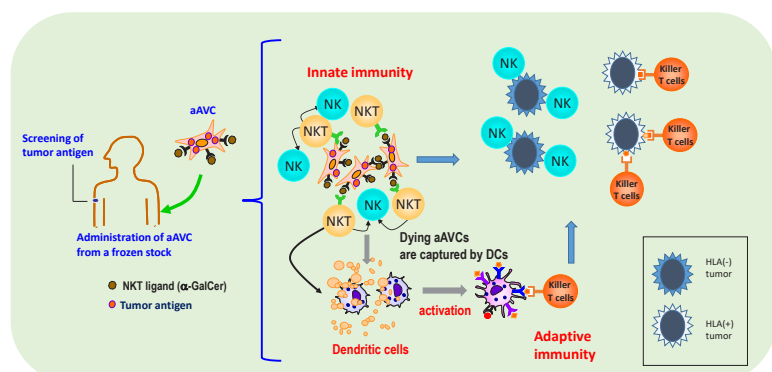 Screening of
tumor antigen
aAVC
Administration of aAVC
from a frozen stock
NKT ligand (α-GalCer)
Tumor antigen
Innate immunity
NK
NKT
NKT
NK
NKT
NK
NKT
Dying aAVCs
are captured by DCs
Dendritic cells
activation
Killer
T cells
Adaptive
immunity
NK
NK
NK
NK
Killer
T cells
Killer
T cells
Killer
T cells
HLA(-)
tumor
HLA(+)
tumor